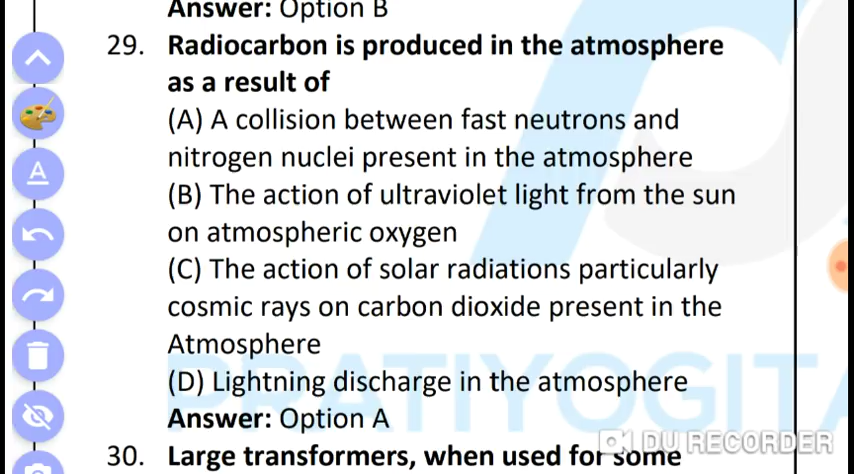 Answer: Option B
29. Radiocarbon is produced in the atmosphere
as a result of
(A) A collision between fast neutrons and
nitrogen nuclei present in the atmosphere
(B) The action of ultraviolet light from the sun
on atmospheric oxygen
(C) The action of solar radiations particularly
cosmic rays on carbon dioxide present in the
Atmosphere
(D) Lightning discharge in the atmosphere
PRATIYOGITA
Answer: Option A
DU RECORDER
30. Large transformers, when used for some
A